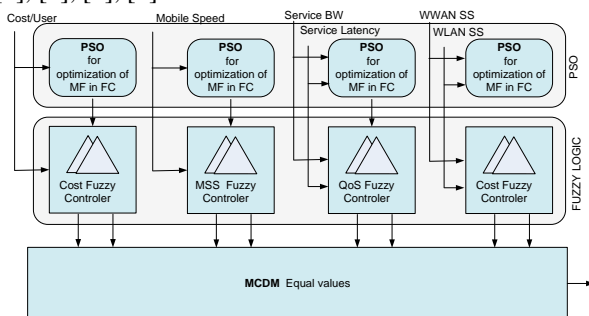 Cost/User
Mobile Speed
Service BW
Service Latency
WWAN SS
WLAN SS
PSO
for
optimization of
MF in FC
PSO
for
optimization of
MF in FC
PSO
for
optimization of
MF in FC
PSO
for
optimization of
MF in FC
PSO
Cost Fuzzy
Controler
MSS Fuzzy
Controler
QoS Fuzzy
Controler
Cost Fuzzy
Controler
FUZZY LOGIC
MCDM Equal values